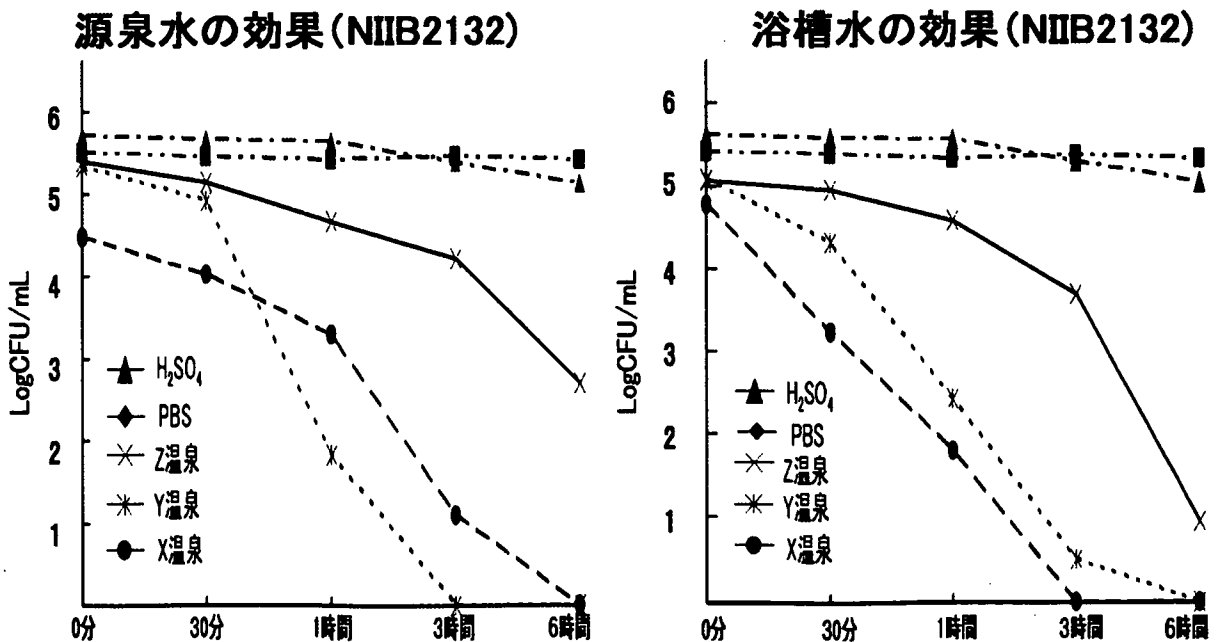 源泉水の効果(NIIB2132)
LogCFU/mL
6
5
4
3
2
1
H₂SO₄
PBS
Z温泉
Y温泉
X温泉
0分 30分 1時間 3時間 6時間
浴槽水の効果(NIIB2132)
LogCFU/mL
6
5
4
3
2
1
H₂SO₄
PBS
Z温泉
Y温泉
X温泉
0分 30分 1時間 3時間 6時間